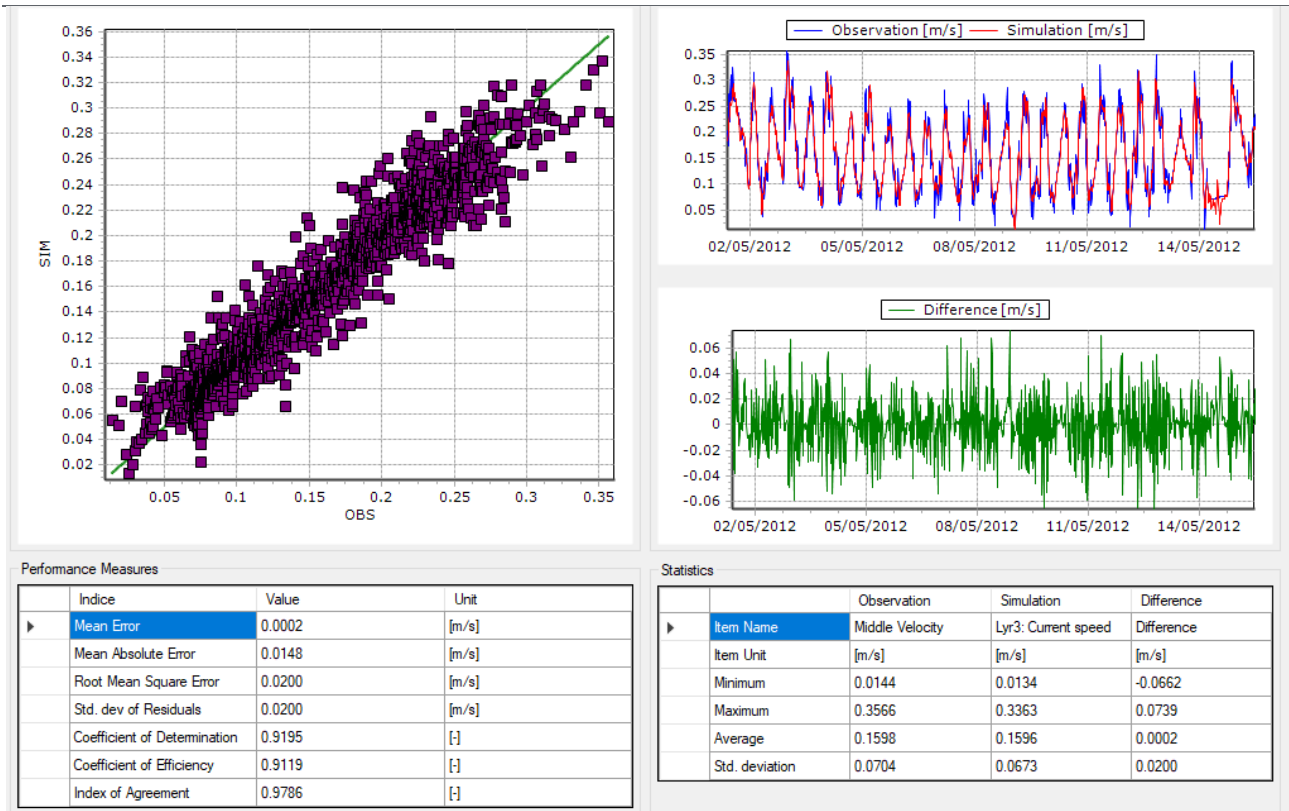 0.36
0.34
0.32
0.3
0.28
0.26
0.24
0.22
0.2
0.18
0.16
0.14
0.12
0.1
0.08
0.06
0.04
0.02
SIM
0.05 0.1 0.15 0.2 0.25 0.3 0.35
OBS
Observation [m/s] Simulation [m/s]
0.35
0.3
0.25
0.2
0.15
0.1
0.05
02/05/2012 05/05/2012 08/05/2012 11/05/2012 14/05/2012
Difference [m/s]
0.06
0.04
0.02
0
-0.02
-0.04
-0.06
02/05/2012 05/05/2012 08/05/2012 11/05/2012 14/05/2012
Performance Measures
Indice Value Unit
Mean Error 0.0002 [m/s]
Mean Absolute Error 0.0148 [m/s]
Root Mean Square Error 0.0200 [m/s]
Std. dev of Residuals 0.0200 [m/s]
Coefficient of Determination 0.9195 [-]
Coefficient of Efficiency 0.9119 [-]
Index of Agreement 0.9786 [-]
Statistics
Observation Simulation Difference
Item Name Middle Velocity Lyr3: Current speed Difference
Item Unit [m/s] [m/s] [m/s]
Minimum 0.0144 0.0134 -0.0662
Maximum 0.3566 0.3363 0.0739
Average 0.1598 0.1596 0.0002
Std. deviation 0.0704 0.0673 0.0200